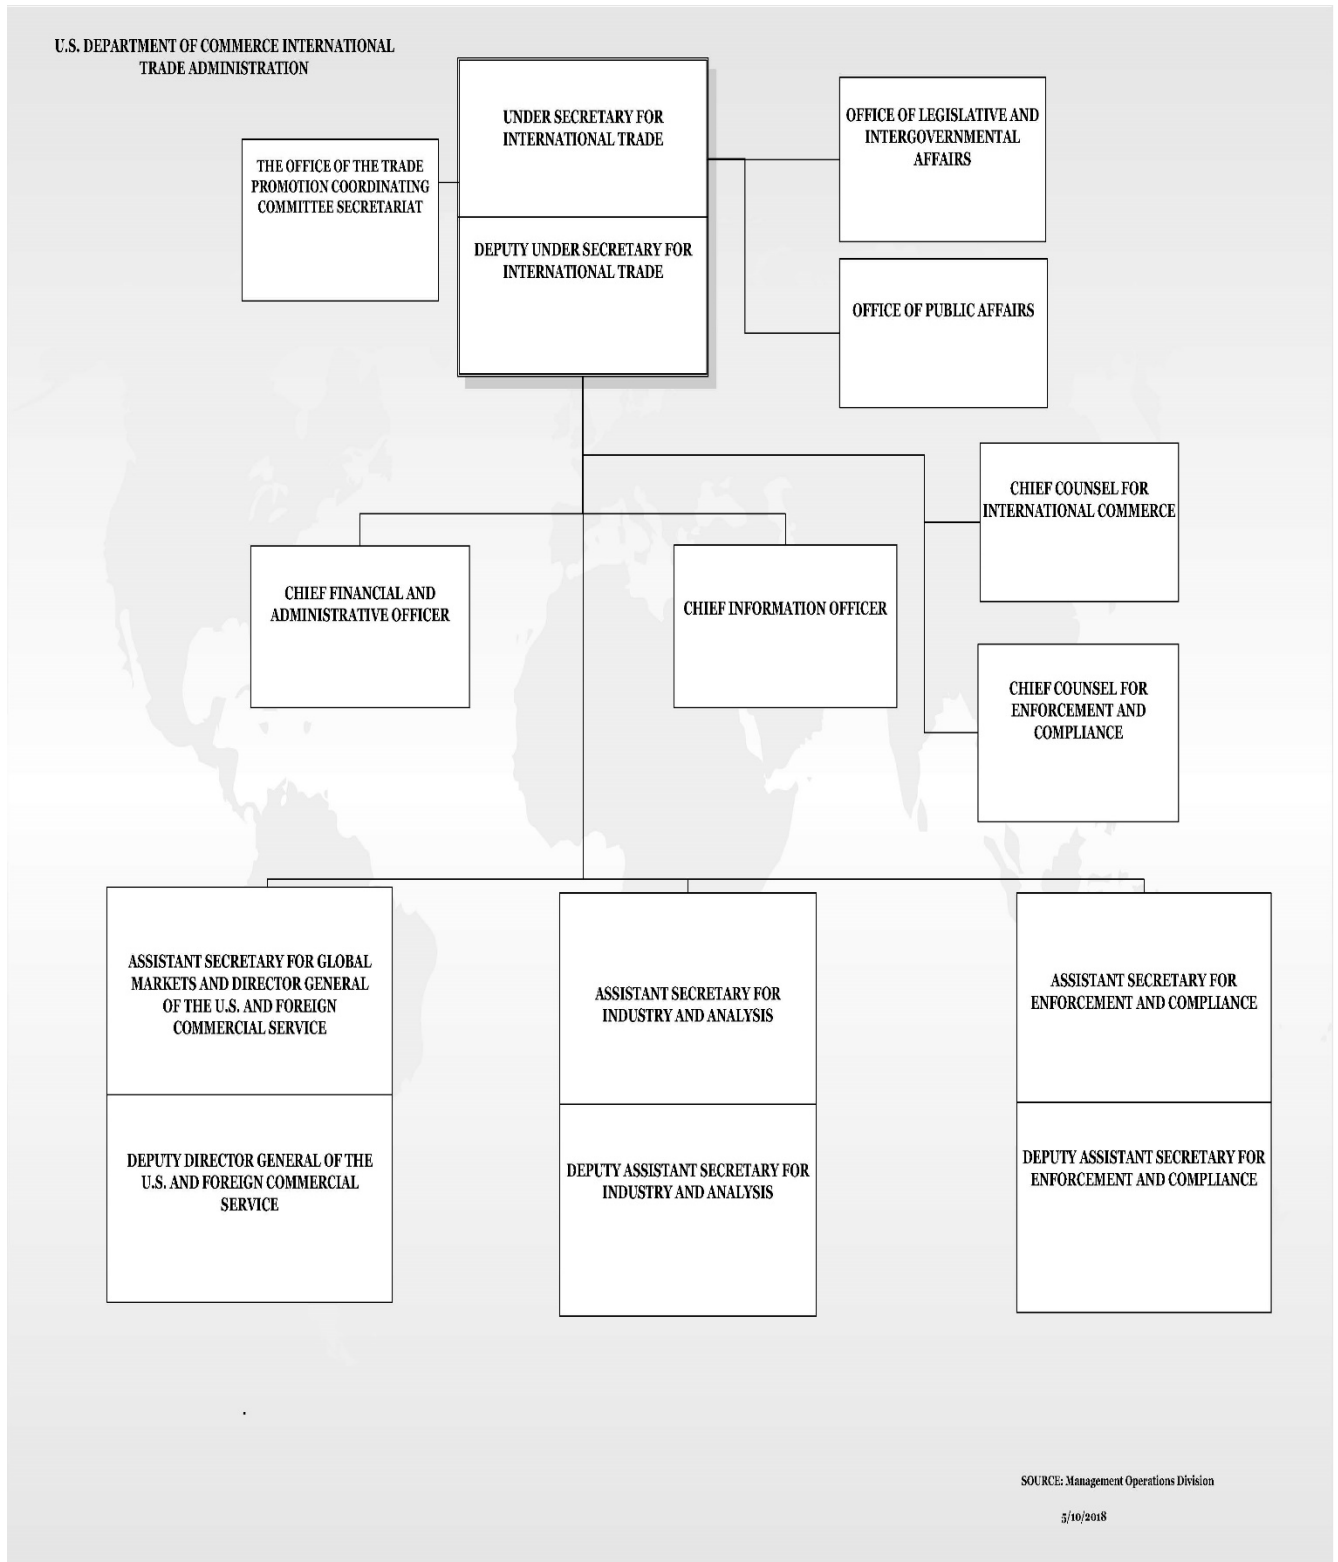 U.S. DEPARTMENT OF COMMERCE INTERNATIONAL
TRADE ADMINISTRATION
UNDER SECRETARY FOR
INTERNATIONAL TRADE
DEPUTY UNDER SECRETARY FOR
INTERNATIONAL TRADE
THE OFFICE OF THE TRADE
PROMOTION COORDINATING
COMMITTEE SECRETARIAT
OFFICE OF LEGISLATIVE AND
INTERGOVERNMENTAL
AFFAIRS
OFFICE OF PUBLIC AFFAIRS
CHIEF COUNSEL FOR
INTERNATIONAL COMMERCE
CHIEF FINANCIAL AND
ADMINISTRATIVE OFFICER
CHIEF INFORMATION OFFICER
CHIEF COUNSEL FOR
ENFORCEMENT AND
COMPLIANCE
ASSISTANT SECRETARY FOR GLOBAL
MARKETS AND DIRECTOR GENERAL
OF THE U.S. AND FOREIGN
COMMERCIAL SERVICE
DEPUTY DIRECTOR GENERAL OF THE
U.S. AND FOREIGN COMMERCIAL
SERVICE
ASSISTANT SECRETARY FOR
INDUSTRY AND ANALYSIS
DEPUTY ASSISTANT SECRETARY FOR
INDUSTRY AND ANALYSIS
ASSISTANT SECRETARY FOR
ENFORCEMENT AND COMPLIANCE
DEPUTY ASSISTANT SECRETARY FOR
ENFORCEMENT AND COMPLIANCE
.
SOURCE: Management Operations Division
5/10/2018